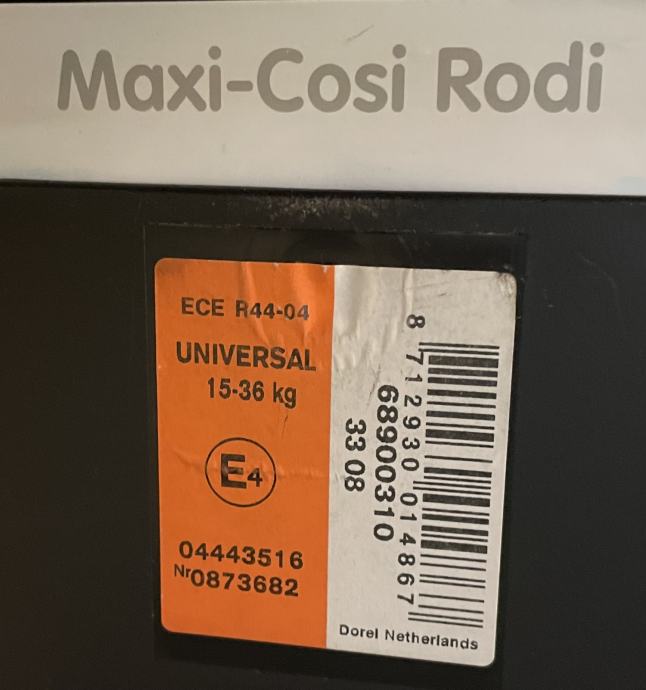 Maxi-Cosi Rodi
ECE R44-04
UNIVERSAL
15-36 kg
E4
04443516
Nr0873682
8 712930 014867
68900310
33 08
Dorel Netherlands